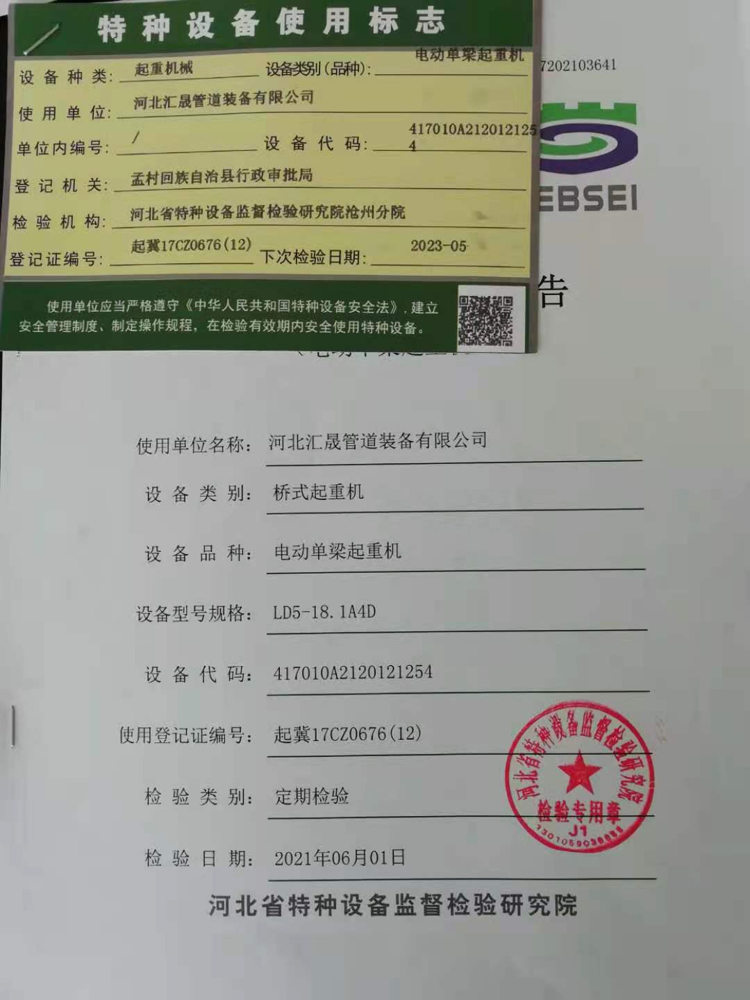 特种设备使用标志
设备种类: 起重机械 设备类别(品种): 电动单梁起重机
使用单位: 河北汇晟管道装备有限公司
单位内编号: / 设备代码: 417010A212012125
4
登记机关: 孟村回族自治县行政审批局
检验机构: 河北省特种设备监督检验研究院沧州分院
登记证编号: 起冀17CZ0676(12) 下次检验日期: 2023-05
使用单位应当严格遵守《中华人民共和国特种设备安全法》,建立
安全管理制度、制定操作规程，在检验有效期内安全使用特种设备。
7202103641
EBSEI
告
使用单位名称: 河北汇晟管道装备有限公司
设备类别: 桥式起重机
设备品种: 电动单梁起重机
设备型号规格: LD5-18.1A4D
设备代码: 417010A2120121254
使用登记证编号: 起冀17CZ0676(12)
检验类别: 定期检验
检验日期: 2021年06月01日
河北省特种设备监督检验研究院
检验专用章
J1
河北省特种设备监督检验研究院